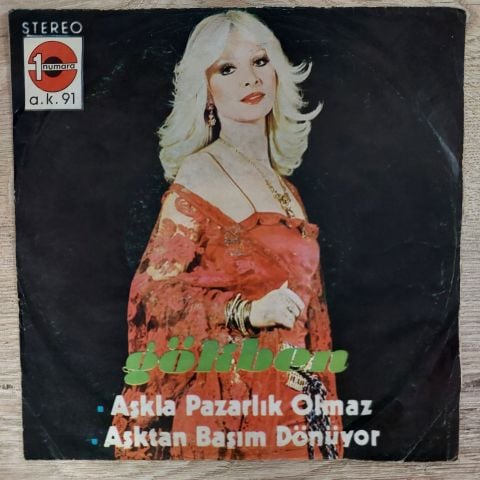 STEREO
1 numara
a.k. 91
gökben
Aşkla Pazarlık Olmaz
Aşktan Başım Dönüyor